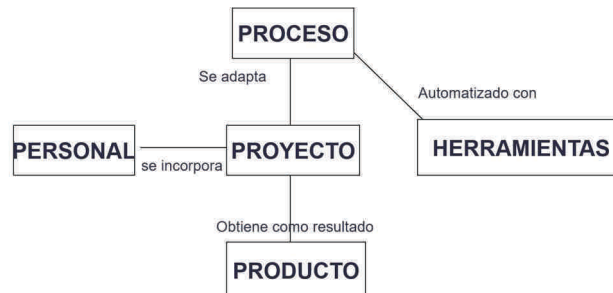 PROCESO
Se adapta
Automatizado con
PERSONAL
se incorpora
PROYECTO
HERRAMIENTAS
Obtiene como resultado
PRODUCTO